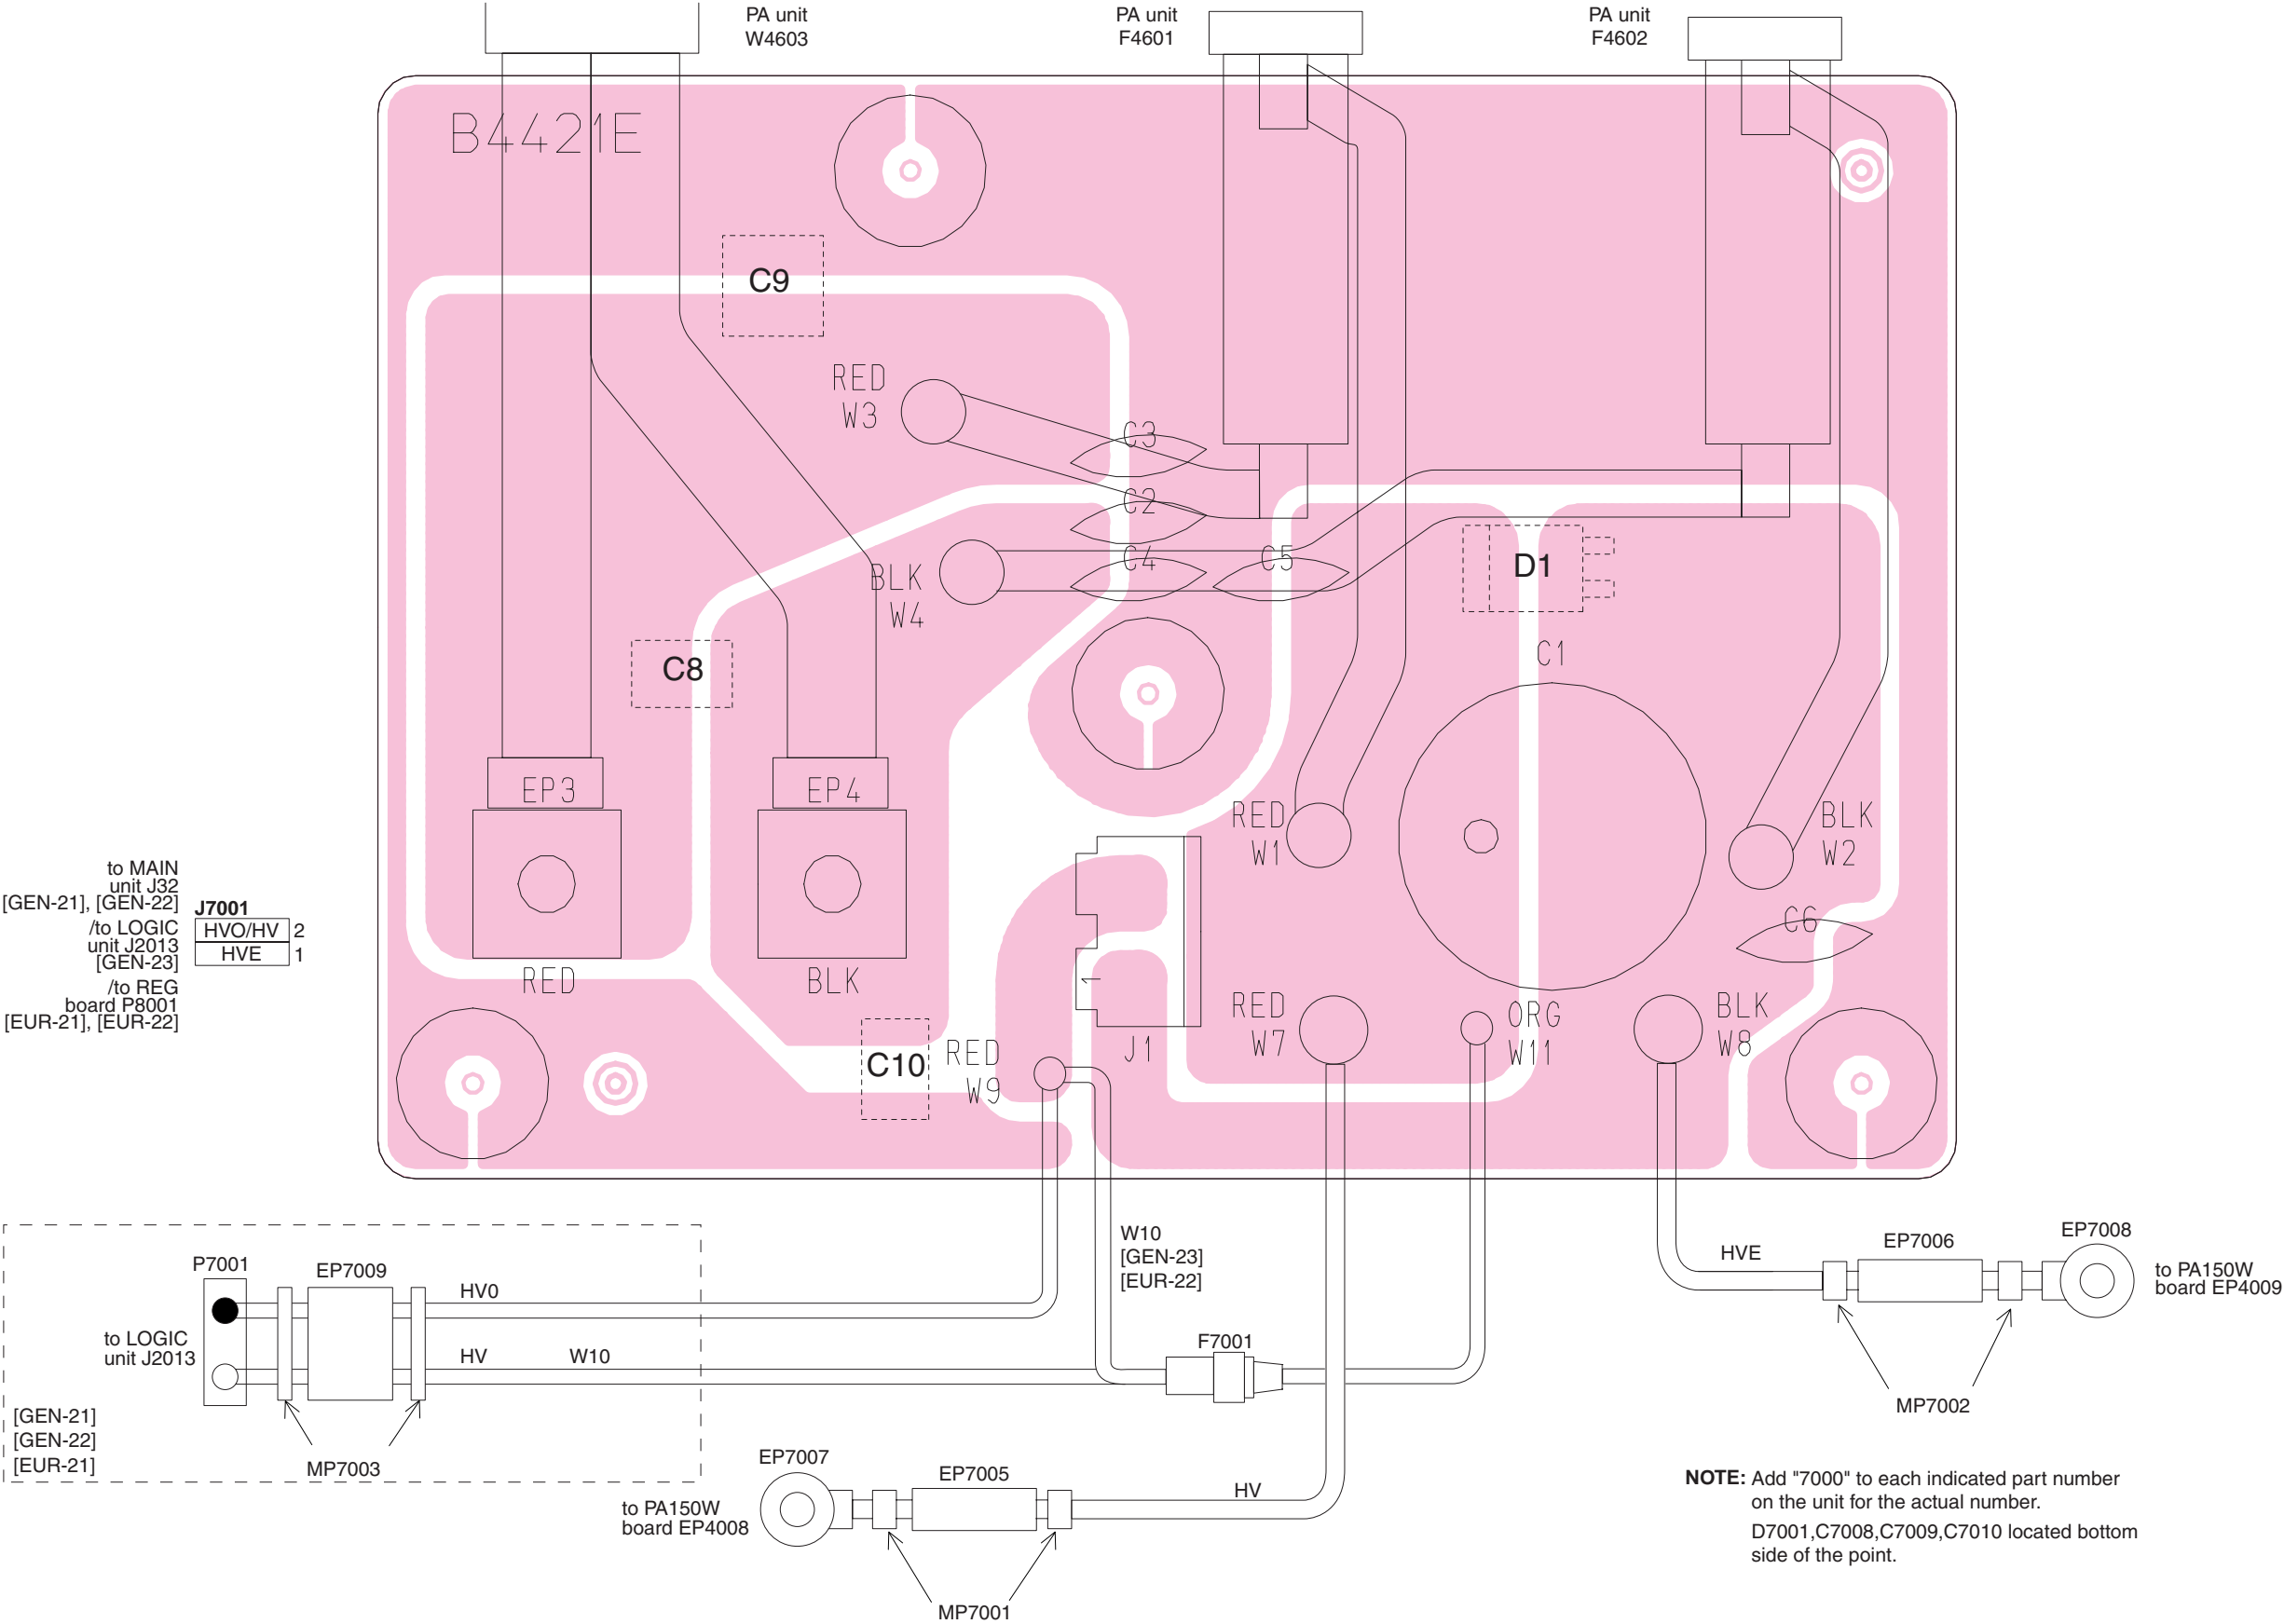 PA unit
W4603
PA unit
F4601
PA unit
F4602
B4421E
C9
RED
W3
C3
C2
C4
C5
BLK
W4
D1
C1
C8
EP3
EP4
RED
W1
BLK
W2
C6
RED
BLK
to MAIN
unit J32
[GEN-21], [GEN-22]
/to LOGIC
unit J2013
[GEN-23]
/to REG
board P8001
[EUR-21], [EUR-22]
J7001
HVO/HV 2
HVE 1
1
J1
RED
W7
ORG
W11
BLK
W8
C10
RED
W9
P7001
EP7009
HV0
to LOGIC
unit J2013
HV W10
[GEN-21]
[GEN-22]
[EUR-21]
MP7003
W10
[GEN-23]
[EUR-22]
F7001
HVE
EP7006
EP7008
to PA150W
board EP4009
MP7002
EP7007
EP7005
HV
to PA150W
board EP4008
MP7001
NOTE: Add "7000" to each indicated part number
on the unit for the actual number.
D7001,C7008,C7009,C7010 located bottom
side of the point.